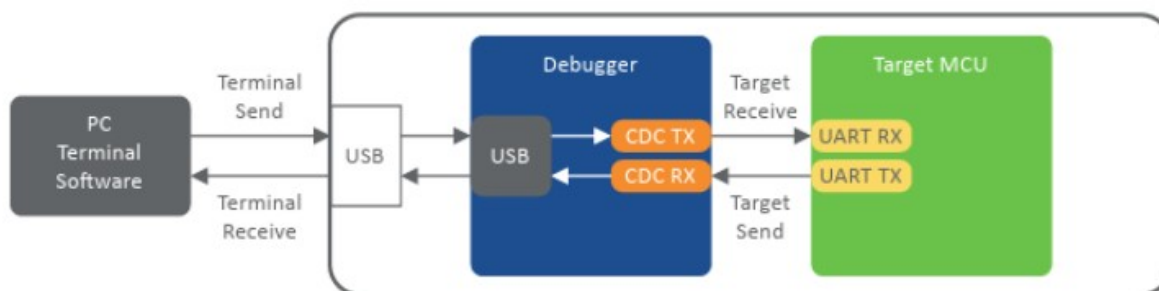 Debugger
Target MCU
Terminal
Send
Target
Receive
PC
Terminal
Software
USB
USB
CDC TX
UART RX
CDC RX
UART TX
Terminal
Receive
Target
Send